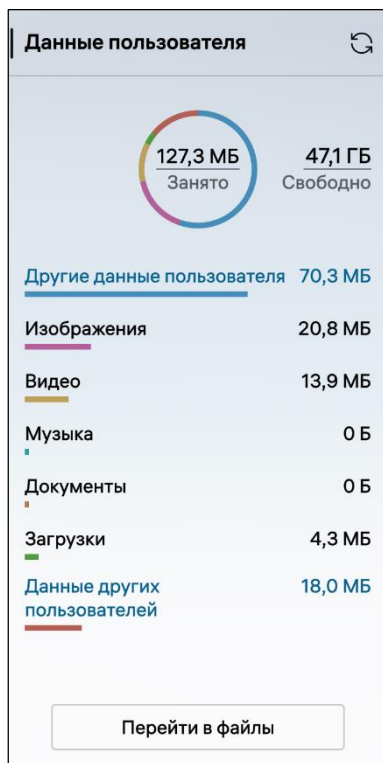 Данные пользователя
127,3 МБ
Занято
47,1 ГБ
Свободно
Другие данные пользователя 70,3 МБ
Изображения 20,8 МБ
Видео 13,9 МБ
Музыка 0 Б
Документы 0 Б
Загрузки 4,3 МБ
Данные других 18,0 МБ
пользователей
Перейти в файлы